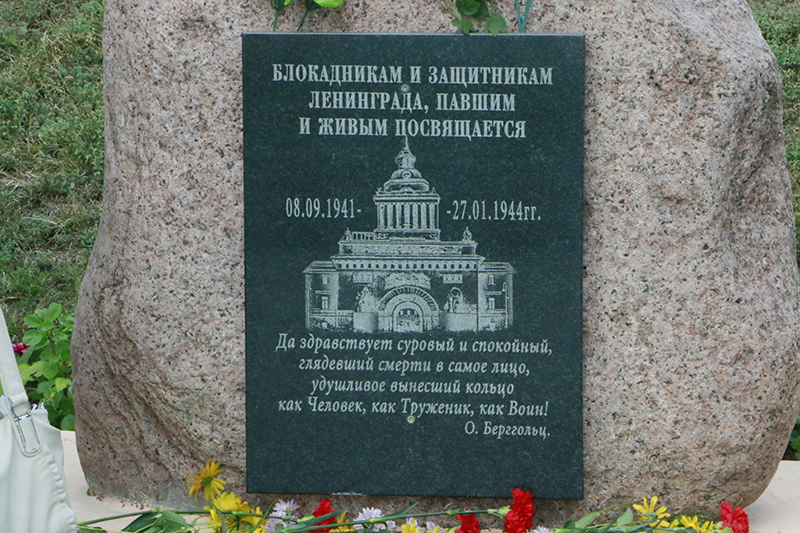 БЛОКАДНИКАМ И ЗАЩИТНИКАМ
ЛЕНИНГРАДА, ПАВШИМ
И ЖИВЫМ ПОСВЯЩАЕТСЯ
08.09.1941- -27.01.1944гг.
Да здравствует суровый и спокойный,
глядевший смерти в самое лицо,
удушливое вынесший кольцо
как Человек, как Труженик, как Воин!
О. Берггольц.